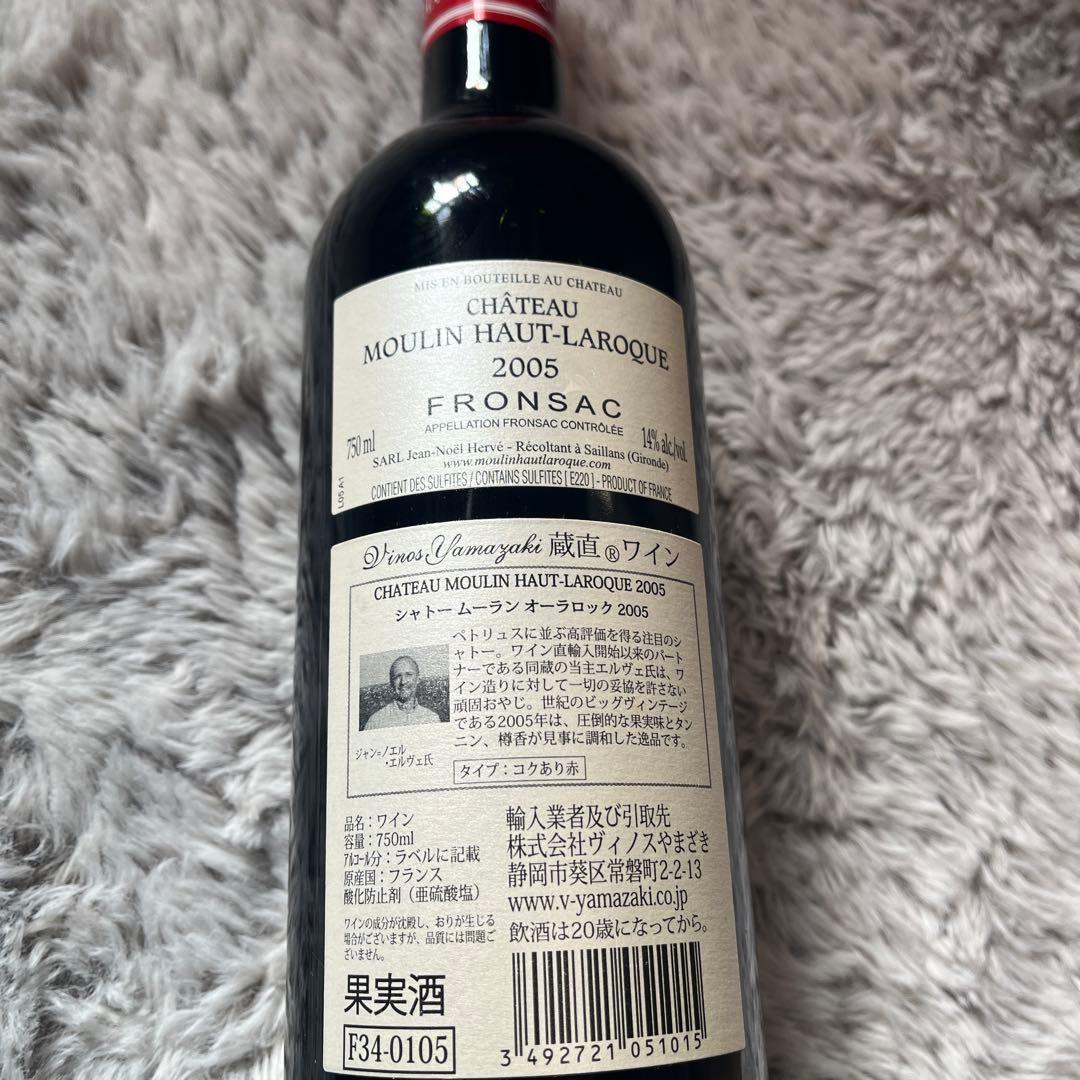 MIS EN BOUTEILLE AU CHATEAU
CHÂTEAU
MOULIN HAUT-LAROQUE
2005
FRONSAC
APPELLATION FRONSAC CONTRÔLÉE
750 ml
14% alc./vol.
SARL Jean-Noël Hervé - Récoltant à Saillans (Gironde)
www.moulinhautlaroque.com
CONTIENT DES SULFITES / CONTAINS SULFITES [ E220 ] - PRODUCT OF FRANCE
L05 A1
Vinos Yamazaki 蔵直®ワイン
CHATEAU MOULIN HAUT-LAROQUE 2005
シャトー ムーラン オーラロック 2005
ペトリュスに並ぶ高評価を得る注目のシ
ャトー。ワイン直輸入開始以来のパート
ナーである同蔵の当主エルヴェ氏は、ワ
イン造りに対して一切の妥協を許さない
頑固おやじ。世紀のビッグヴィンテージ
である2005年は、圧倒的な果実味とタン
ニン、樽香が見事に調和した逸品です。
ジャン=ノエル
・エルヴェ氏
タイプ：コクあり赤
品名：ワイン
容量：750ml
アルコール分：ラベルに記載
原産国：フランス
酸化防止剤（亜硫酸塩）
ワインの成分が沈殿し、おりが生じる
場合がございますが、品質には問題ご
ざいません。
果実酒
F34-0105
輸入業者及び引取先
株式会社ヴィノスやまざき
静岡市葵区常磐町2-2-13
www.v-yamazaki.co.jp
飲酒は20歳になってから。
3 492721 051015